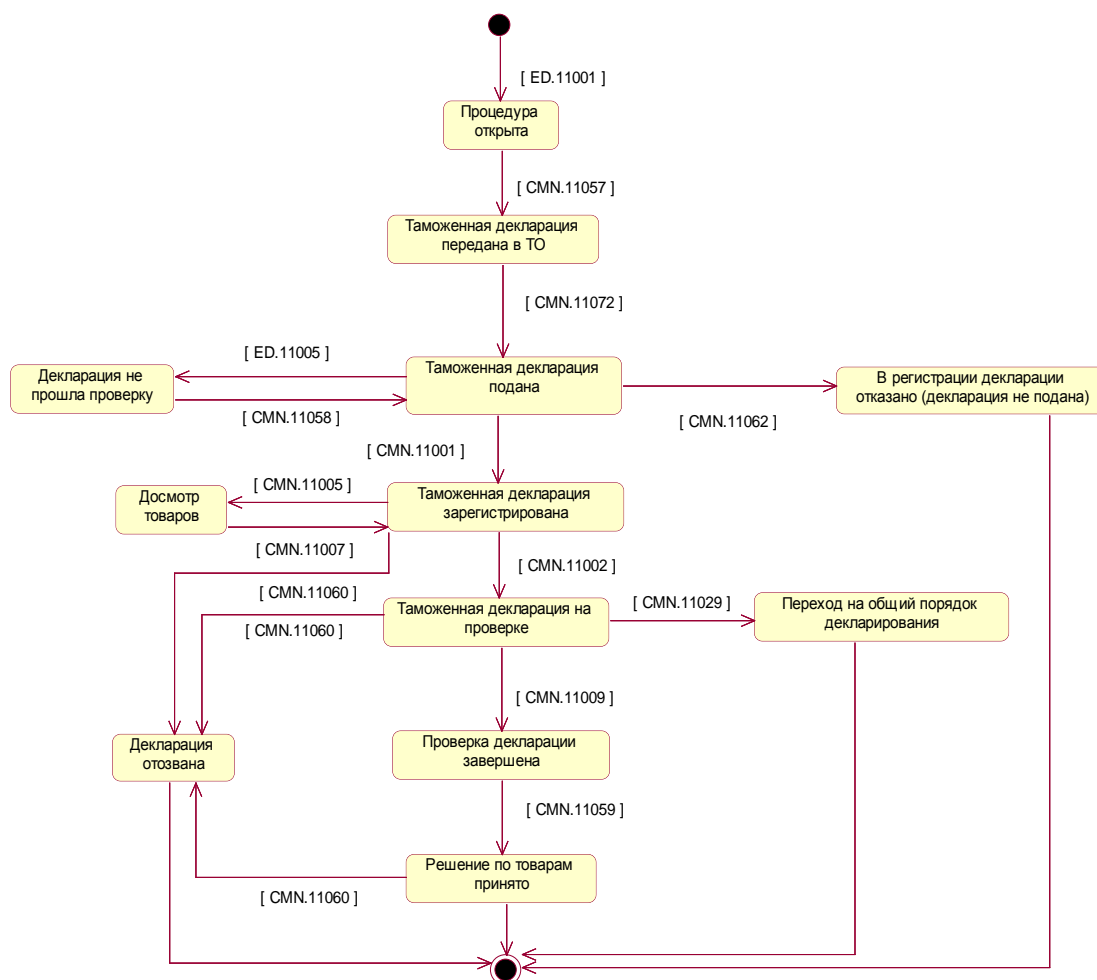 [ ED.11001 ]
Процедура
открыта
[ CMN.11057 ]
Таможенная декларация
передана в ТО
[ CMN.11072 ]
[ ED.11005 ]
Декларация не
прошла проверку
[ CMN.11058 ]
Таможенная декларация
подана
[ CMN.11062 ]
В регистрации декларации
отказано (декларация не подана)
[ CMN.11001 ]
Досмотр
товаров
[ CMN.11005 ]
[ CMN.11007 ]
Таможенная декларация
зарегистрирована
[ CMN.11002 ]
[ CMN.11060 ]
[ CMN.11060 ]
Таможенная декларация на
проверке
[ CMN.11029 ]
Переход на общий порядок
декларирования
[ CMN.11009 ]
Декларация
отозвана
Проверка декларации
завершена
[ CMN.11059 ]
Решение по товарам
принято
[ CMN.11060 ]